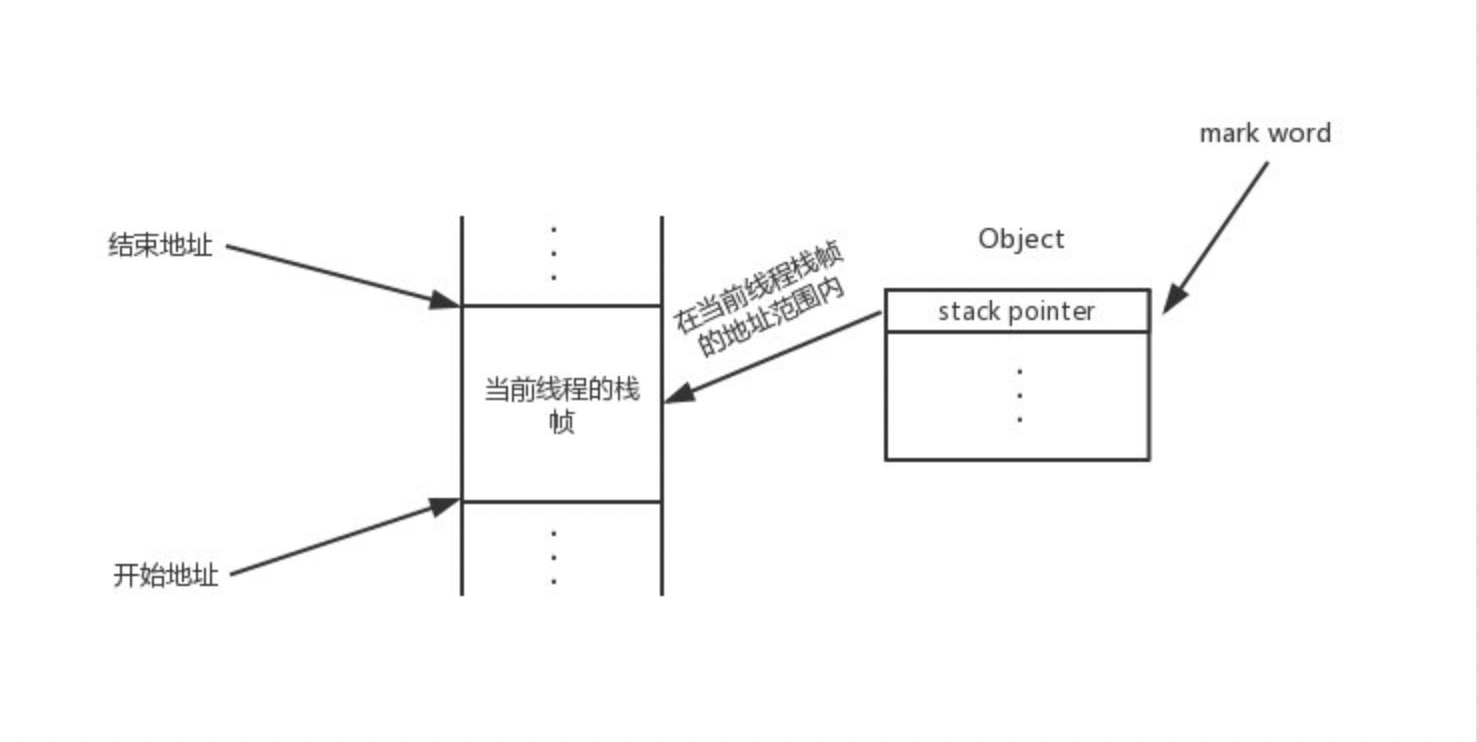 mark word
结束地址
Object
在当前线程栈帧
的地址范围内
stack pointer
当前线程的栈
帧
开始地址